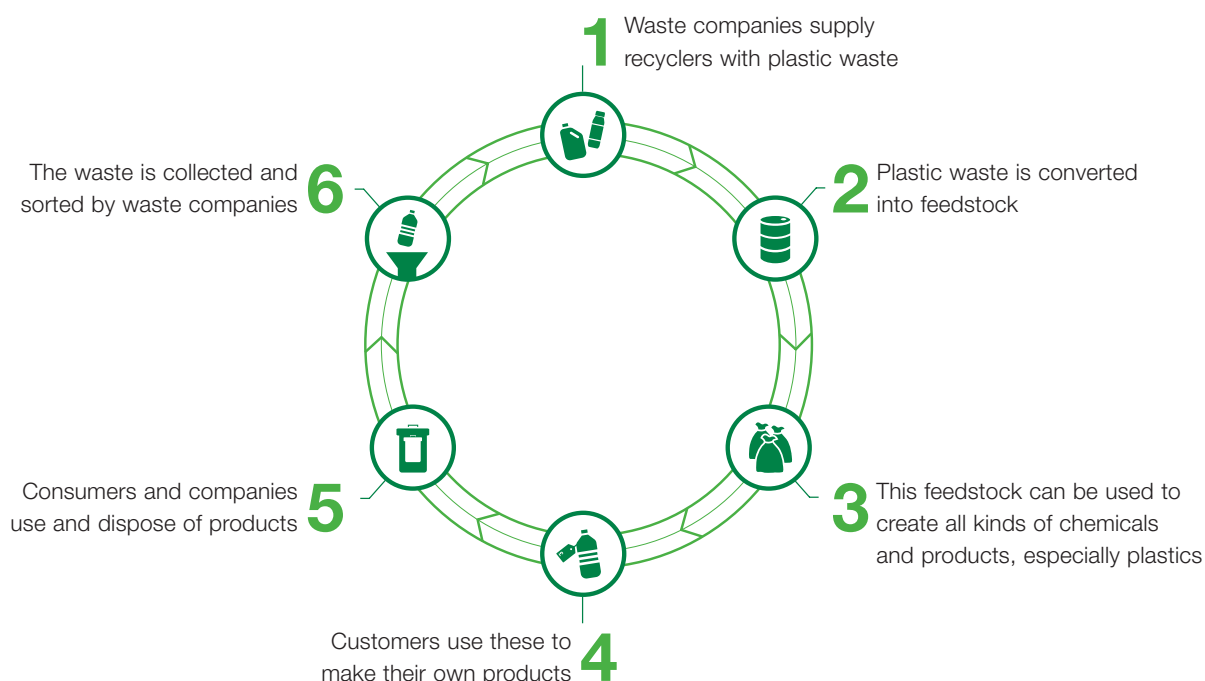 1 Waste companies supply
recyclers with plastic waste
2 Plastic waste is converted
into feedstock
3 This feedstock can be used to
create all kinds of chemicals
and products, especially plastics
4 Customers use these to
make their own products
5 Consumers and companies
use and dispose of products
6 The waste is collected and
sorted by waste companies